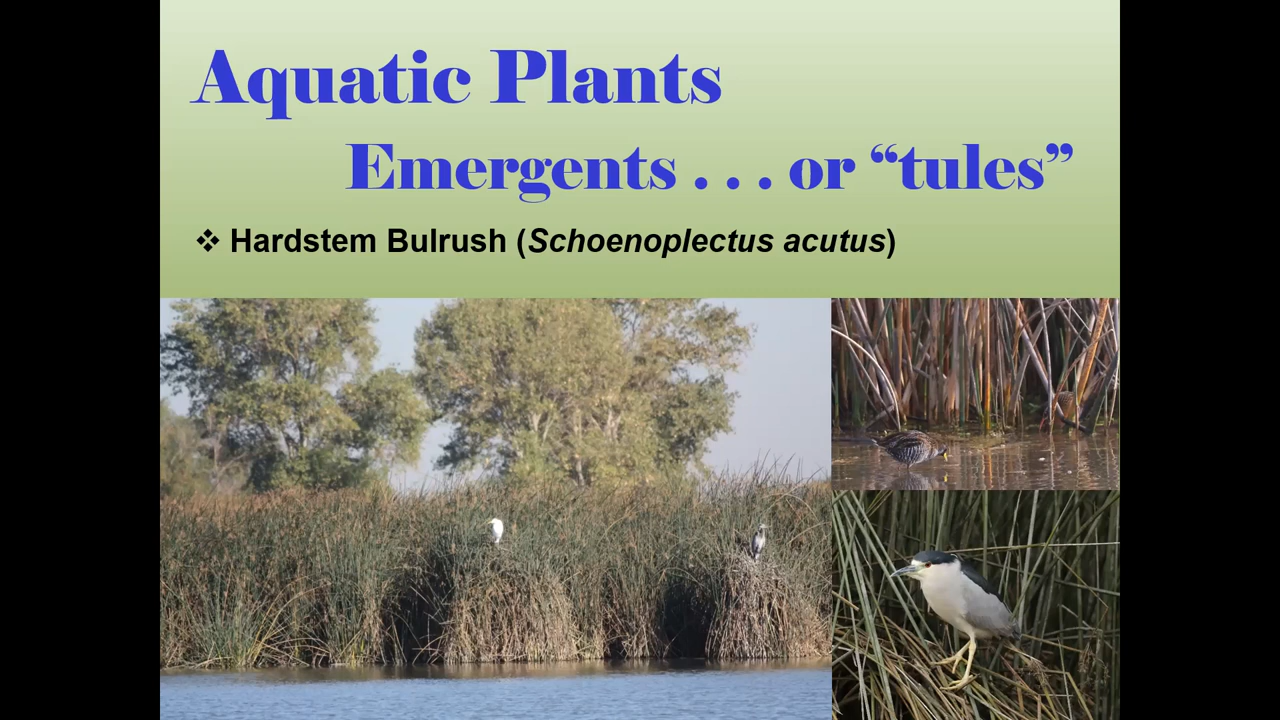 Aquatic Plants
Emergents . . . or “tules”
❖ Hardstem Bulrush (Schoenoplectus acutus)